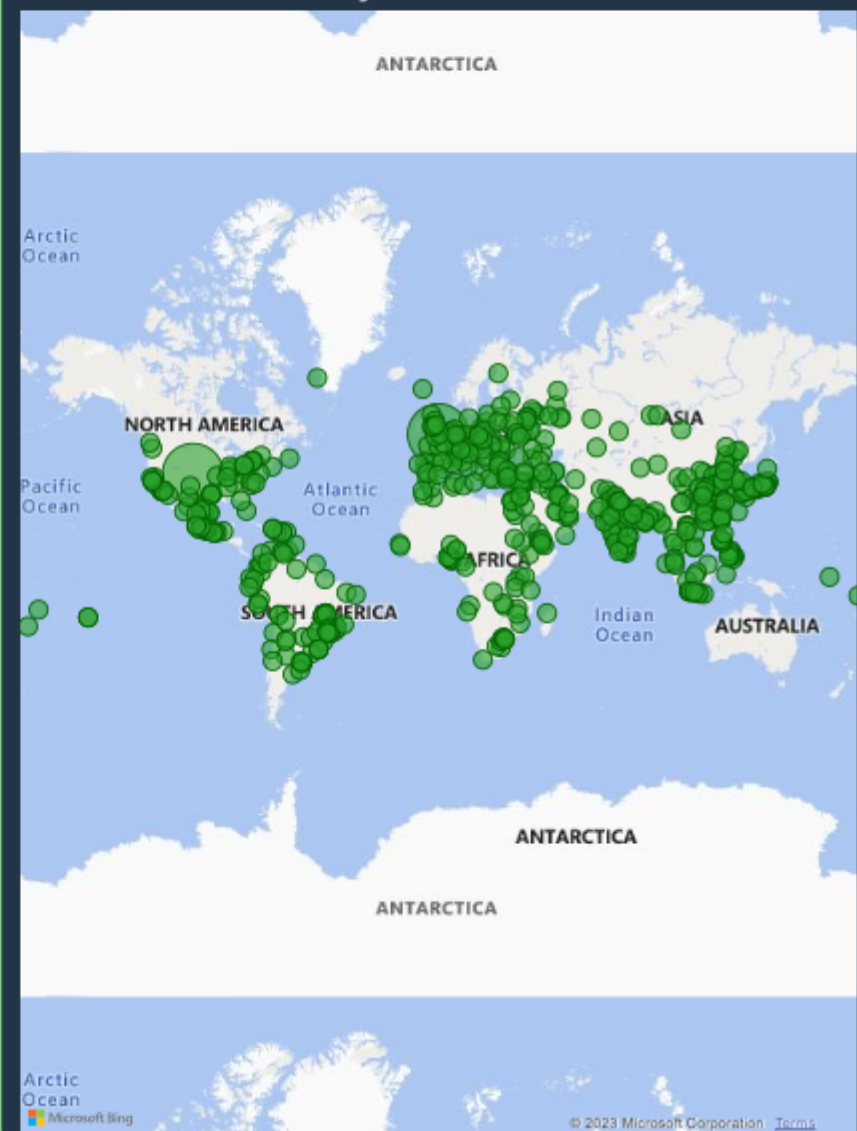 ANTARCTICA
Arctic
Ocean
NORTH AMERICA
ASIA
Pacific
Ocean
Atlantic
Ocean
AFRICA
SOUTH AMERICA
Indian
Ocean
AUSTRALIA
ANTARCTICA
ANTARCTICA
Arctic
Ocean
Microsoft Bing
© 2023 Microsoft Corporation Terms